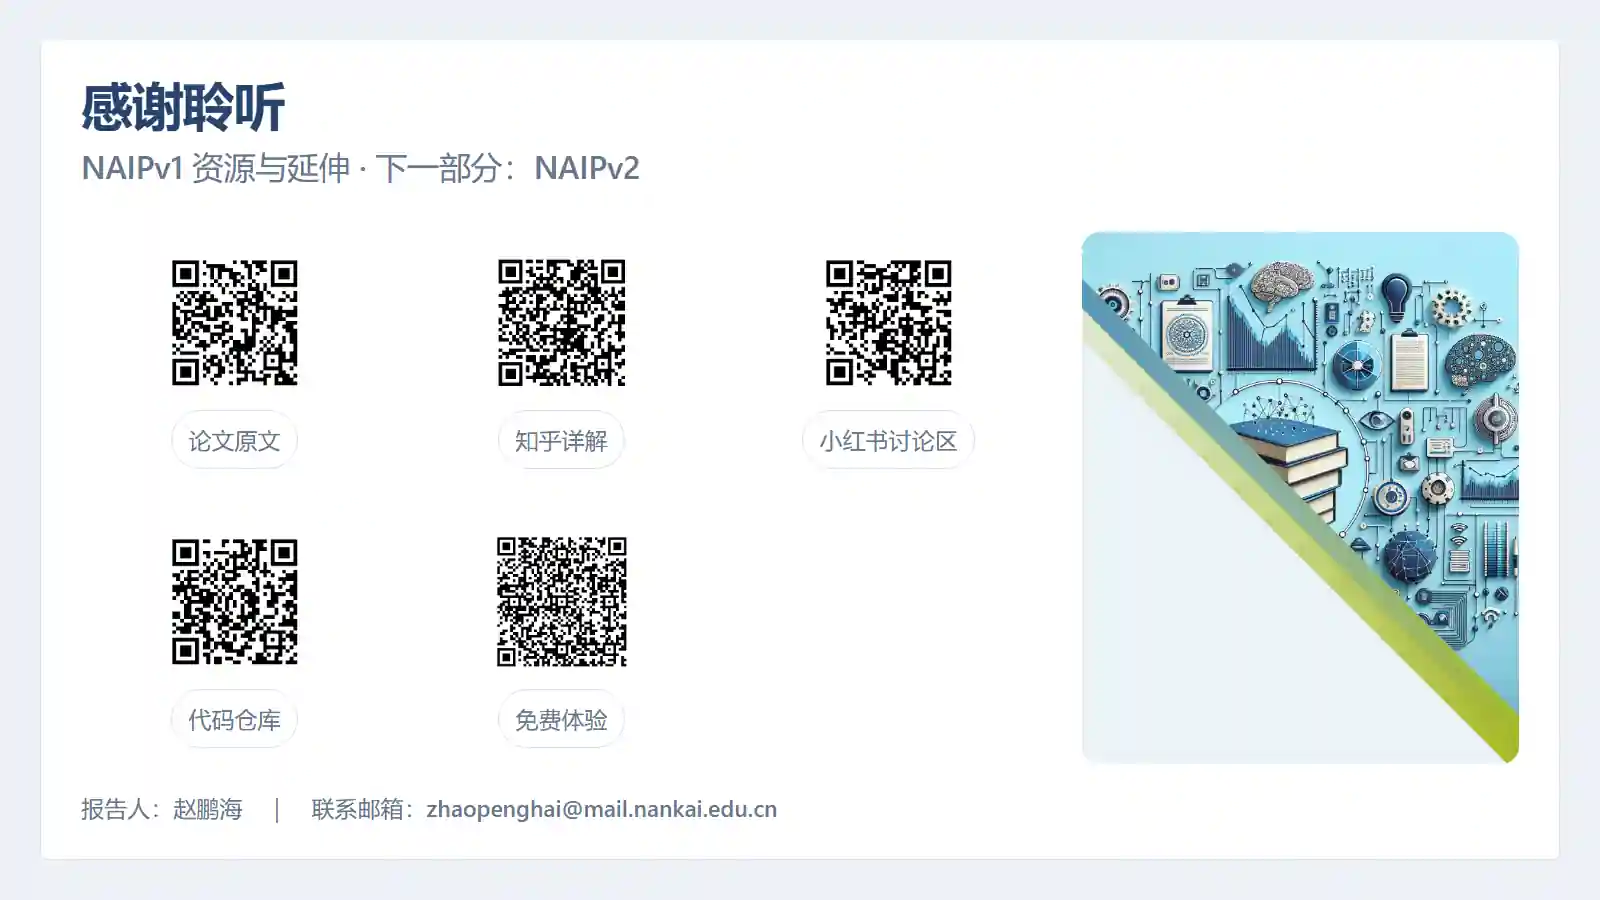 感谢聆听
NAIPv1 资源与延伸 · 下一部分：NAIPv2
论文原文
知乎详解
小红书讨论区
代码仓库
免费体验
报告人：赵鹏海 | 联系邮箱：zhaopenghai@mail.nankai.edu.cn